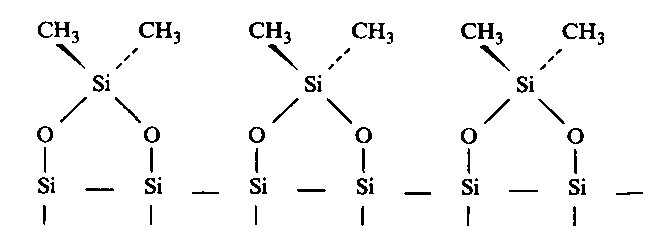 CH3 CH3 CH3 CH3 CH3 CH3
Si Si Si
O O O O O O
Si Si Si Si Si Si